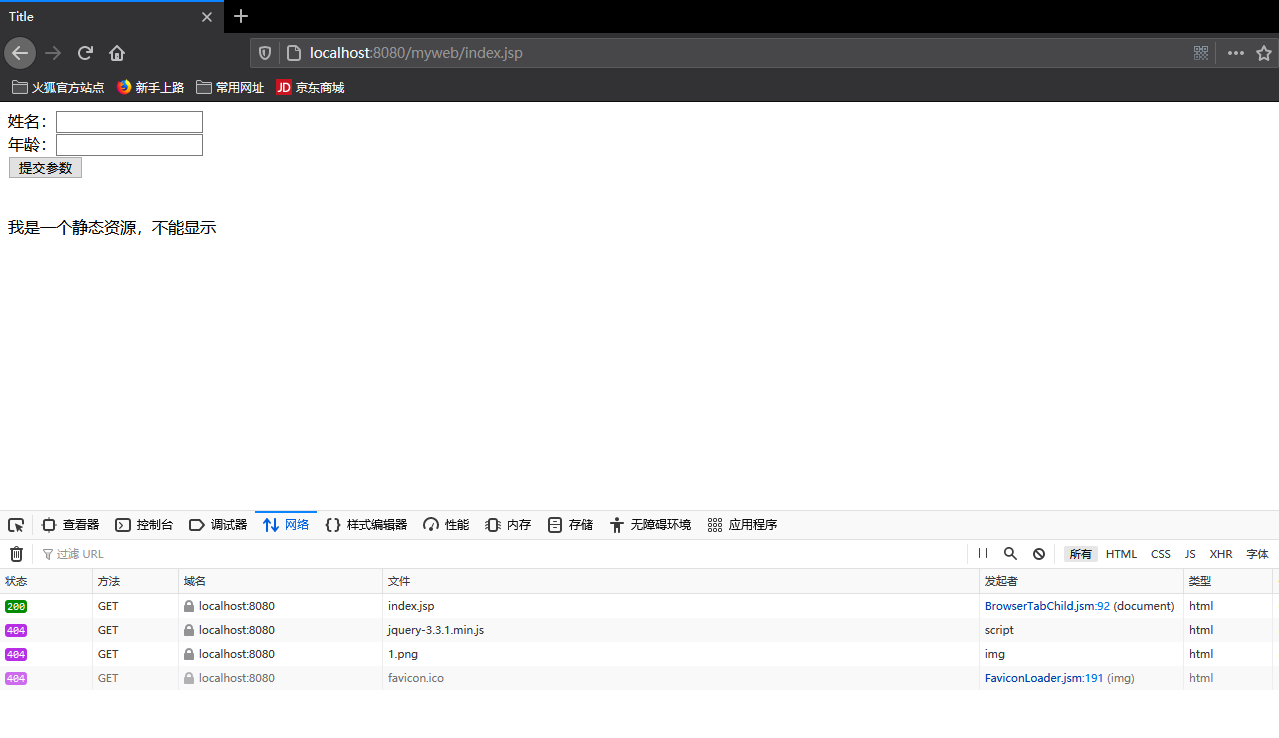 Title
localhost:8080/myweb/index.jsp
火狐官方站点 新手上路 常用网址 JD 京东商城
姓名：
年龄：
提交参数
我是一个静态资源，不能显示
查看器 控制台 调试器 网络 样式编辑器 性能 内存 存储 无障碍环境 应用程序
过滤 URL 所有 HTML CSS JS XHR 字体
状态 方法 域名 文件 发起者 类型
200 GET localhost:8080 index.jsp BrowserTabChild.jsm:92 (document) html
404 GET localhost:8080 jquery-3.3.1.min.js script html
404 GET localhost:8080 1.png img html
404 GET localhost:8080 favicon.ico FaviconLoader.jsm:191 (img) html